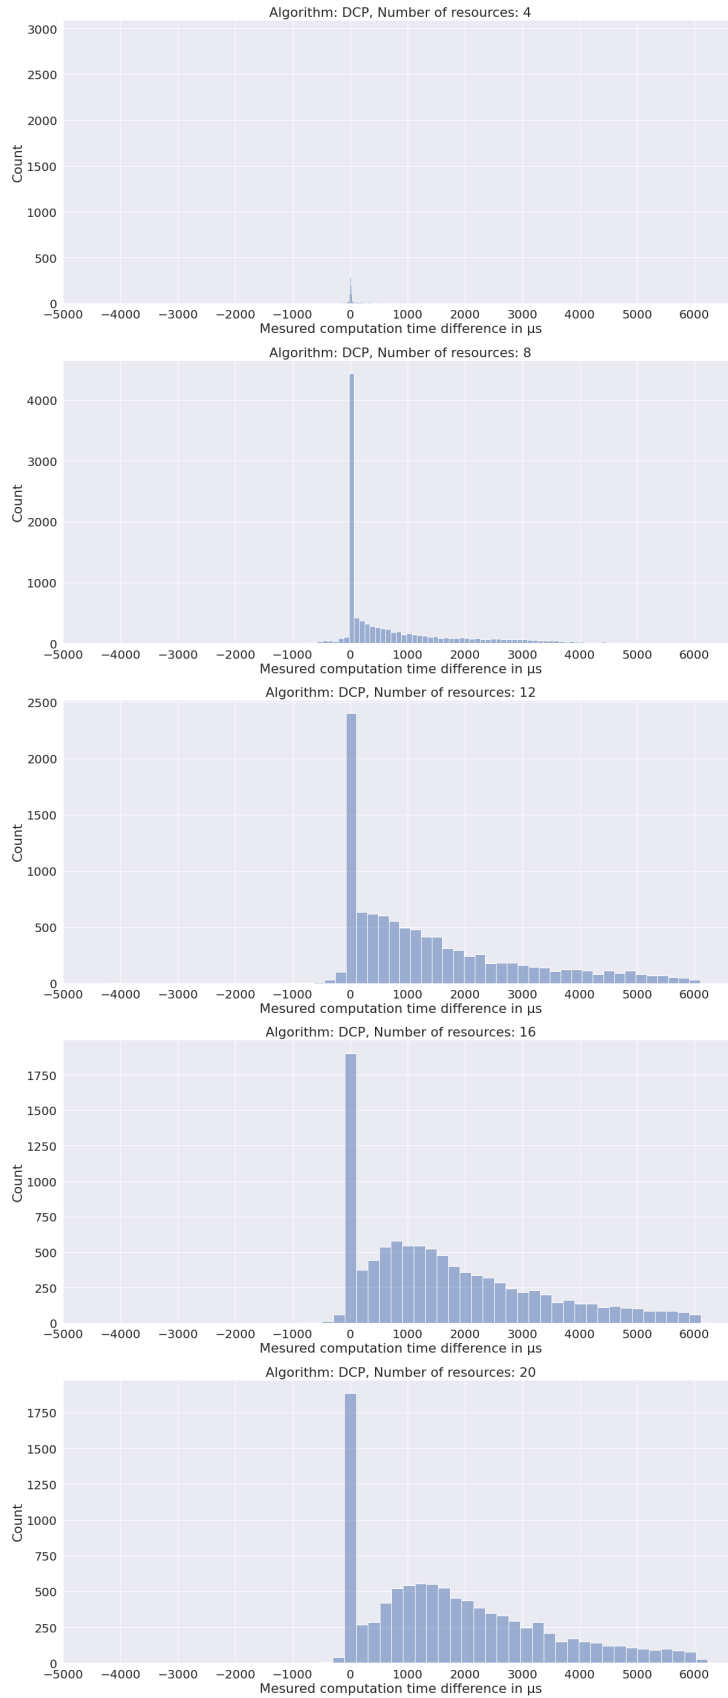 Algorithm: DCP, Number of resources: 4
3000
2500
2000
1500
1000
500
0
Count
−5000 −4000 −3000 −2000 −1000 0 1000 2000 3000 4000 5000 6000
Mesured computation time difference in µs
Algorithm: DCP, Number of resources: 8
4000
3000
2000
1000
0
Count
−5000 −4000 −3000 −2000 −1000 0 1000 2000 3000 4000 5000 6000
Mesured computation time difference in µs
Algorithm: DCP, Number of resources: 12
2500
2000
1500
1000
500
0
Count
−5000 −4000 −3000 −2000 −1000 0 1000 2000 3000 4000 5000 6000
Mesured computation time difference in µs
Algorithm: DCP, Number of resources: 16
1750
1500
1250
1000
750
500
250
0
Count
−5000 −4000 −3000 −2000 −1000 0 1000 2000 3000 4000 5000 6000
Mesured computation time difference in µs
Algorithm: DCP, Number of resources: 20
1750
1500
1250
1000
750
500
250
0
Count
−5000 −4000 −3000 −2000 −1000 0 1000 2000 3000 4000 5000 6000
Mesured computation time difference in µs